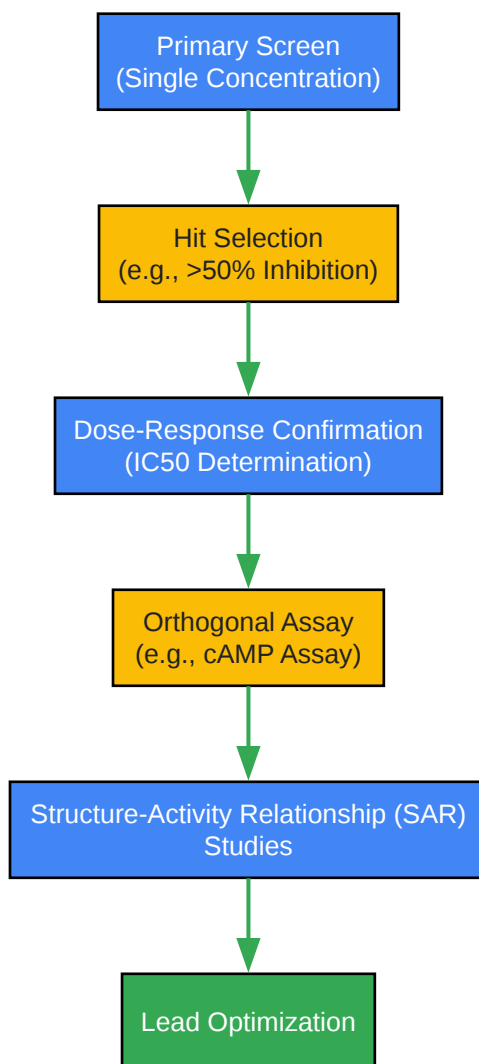 Primary Screen
(Single Concentration)
Hit Selection
(e.g., >50% Inhibition)
Dose-Response Confirmation
(IC50 Determination)
Orthogonal Assay
(e.g., cAMP Assay)
Structure-Activity Relationship (SAR)
Studies
Lead Optimization